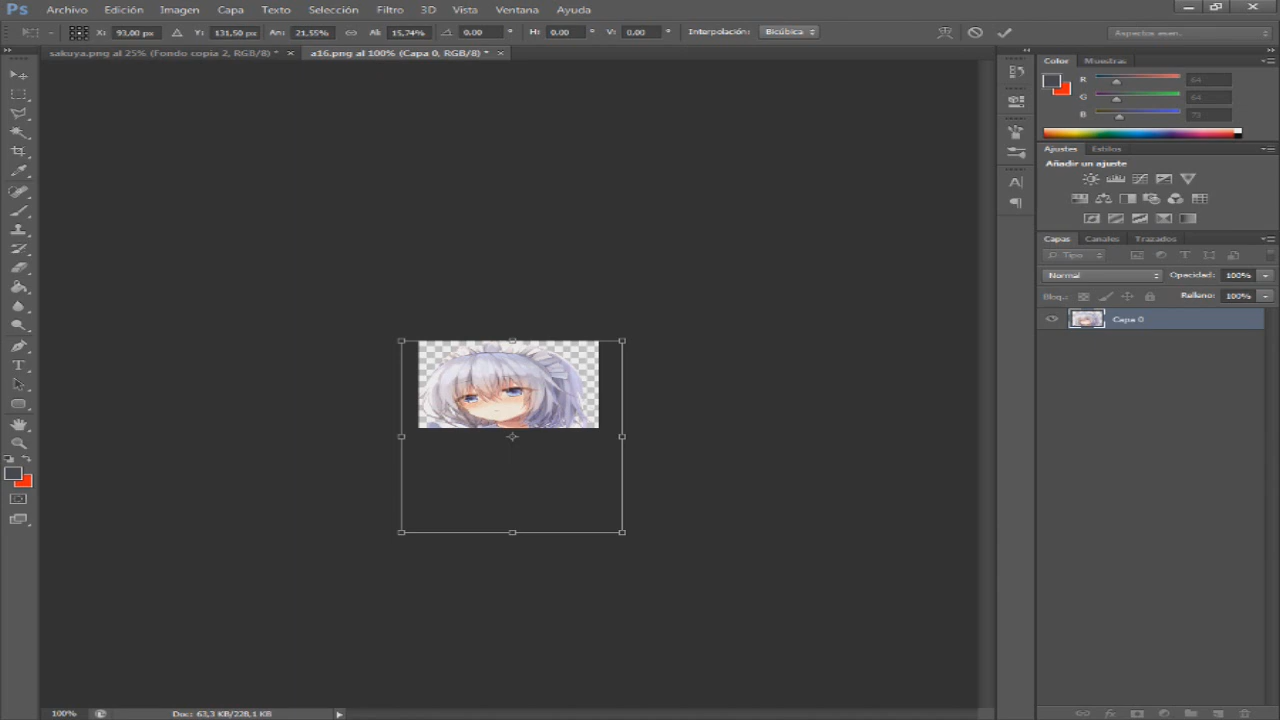 Ps Archivo Edición Imagen Capa Texto Selección Filtro 3D Vista Ventana Ayuda
X: 93,00 px Y: 131,50 px An: 21,55% Al: 15,74% 0,00 ° H: 0,00 ° V: 0,00 ° Interpolación: Bicúbica Aspectos esen.
sakuya.png al 25% (Fondo copia 2, RGB/8) * × a16.png al 100% (Capa 0, RGB/8) * ×
Color Muestras
R 64
G 64
B 73
Ajustes Estilos
Añadir un ajuste
Capas Canales Trazados
Tipo
Normal Opacidad: 100%
Bloq.: Relleno: 100%
Capa 0
100% Doc: 63,3 KB/228,1 KB